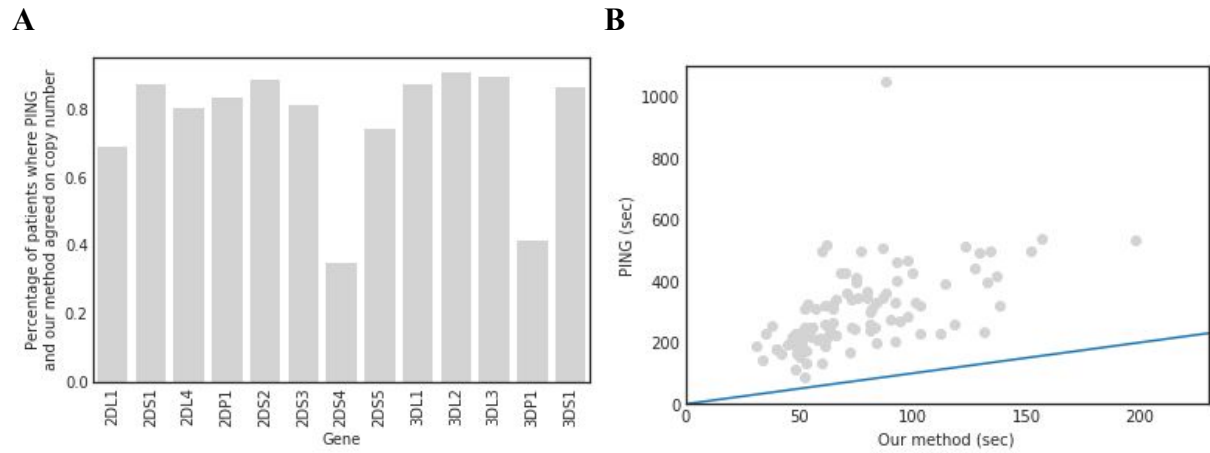 A
B
Percentage of patients where PING
and our method agreed on copy number
0.8
0.6
0.4
0.2
0.0
2DL1
2DS1
2DL4
2DP1
2DS2
2DS3
2DS4
2DS5
3DL1
3DL2
3DL3
3DP1
3DS1
Gene
PING (sec)
1000
800
600
400
200
0
0
50
100
150
200
Our method (sec)